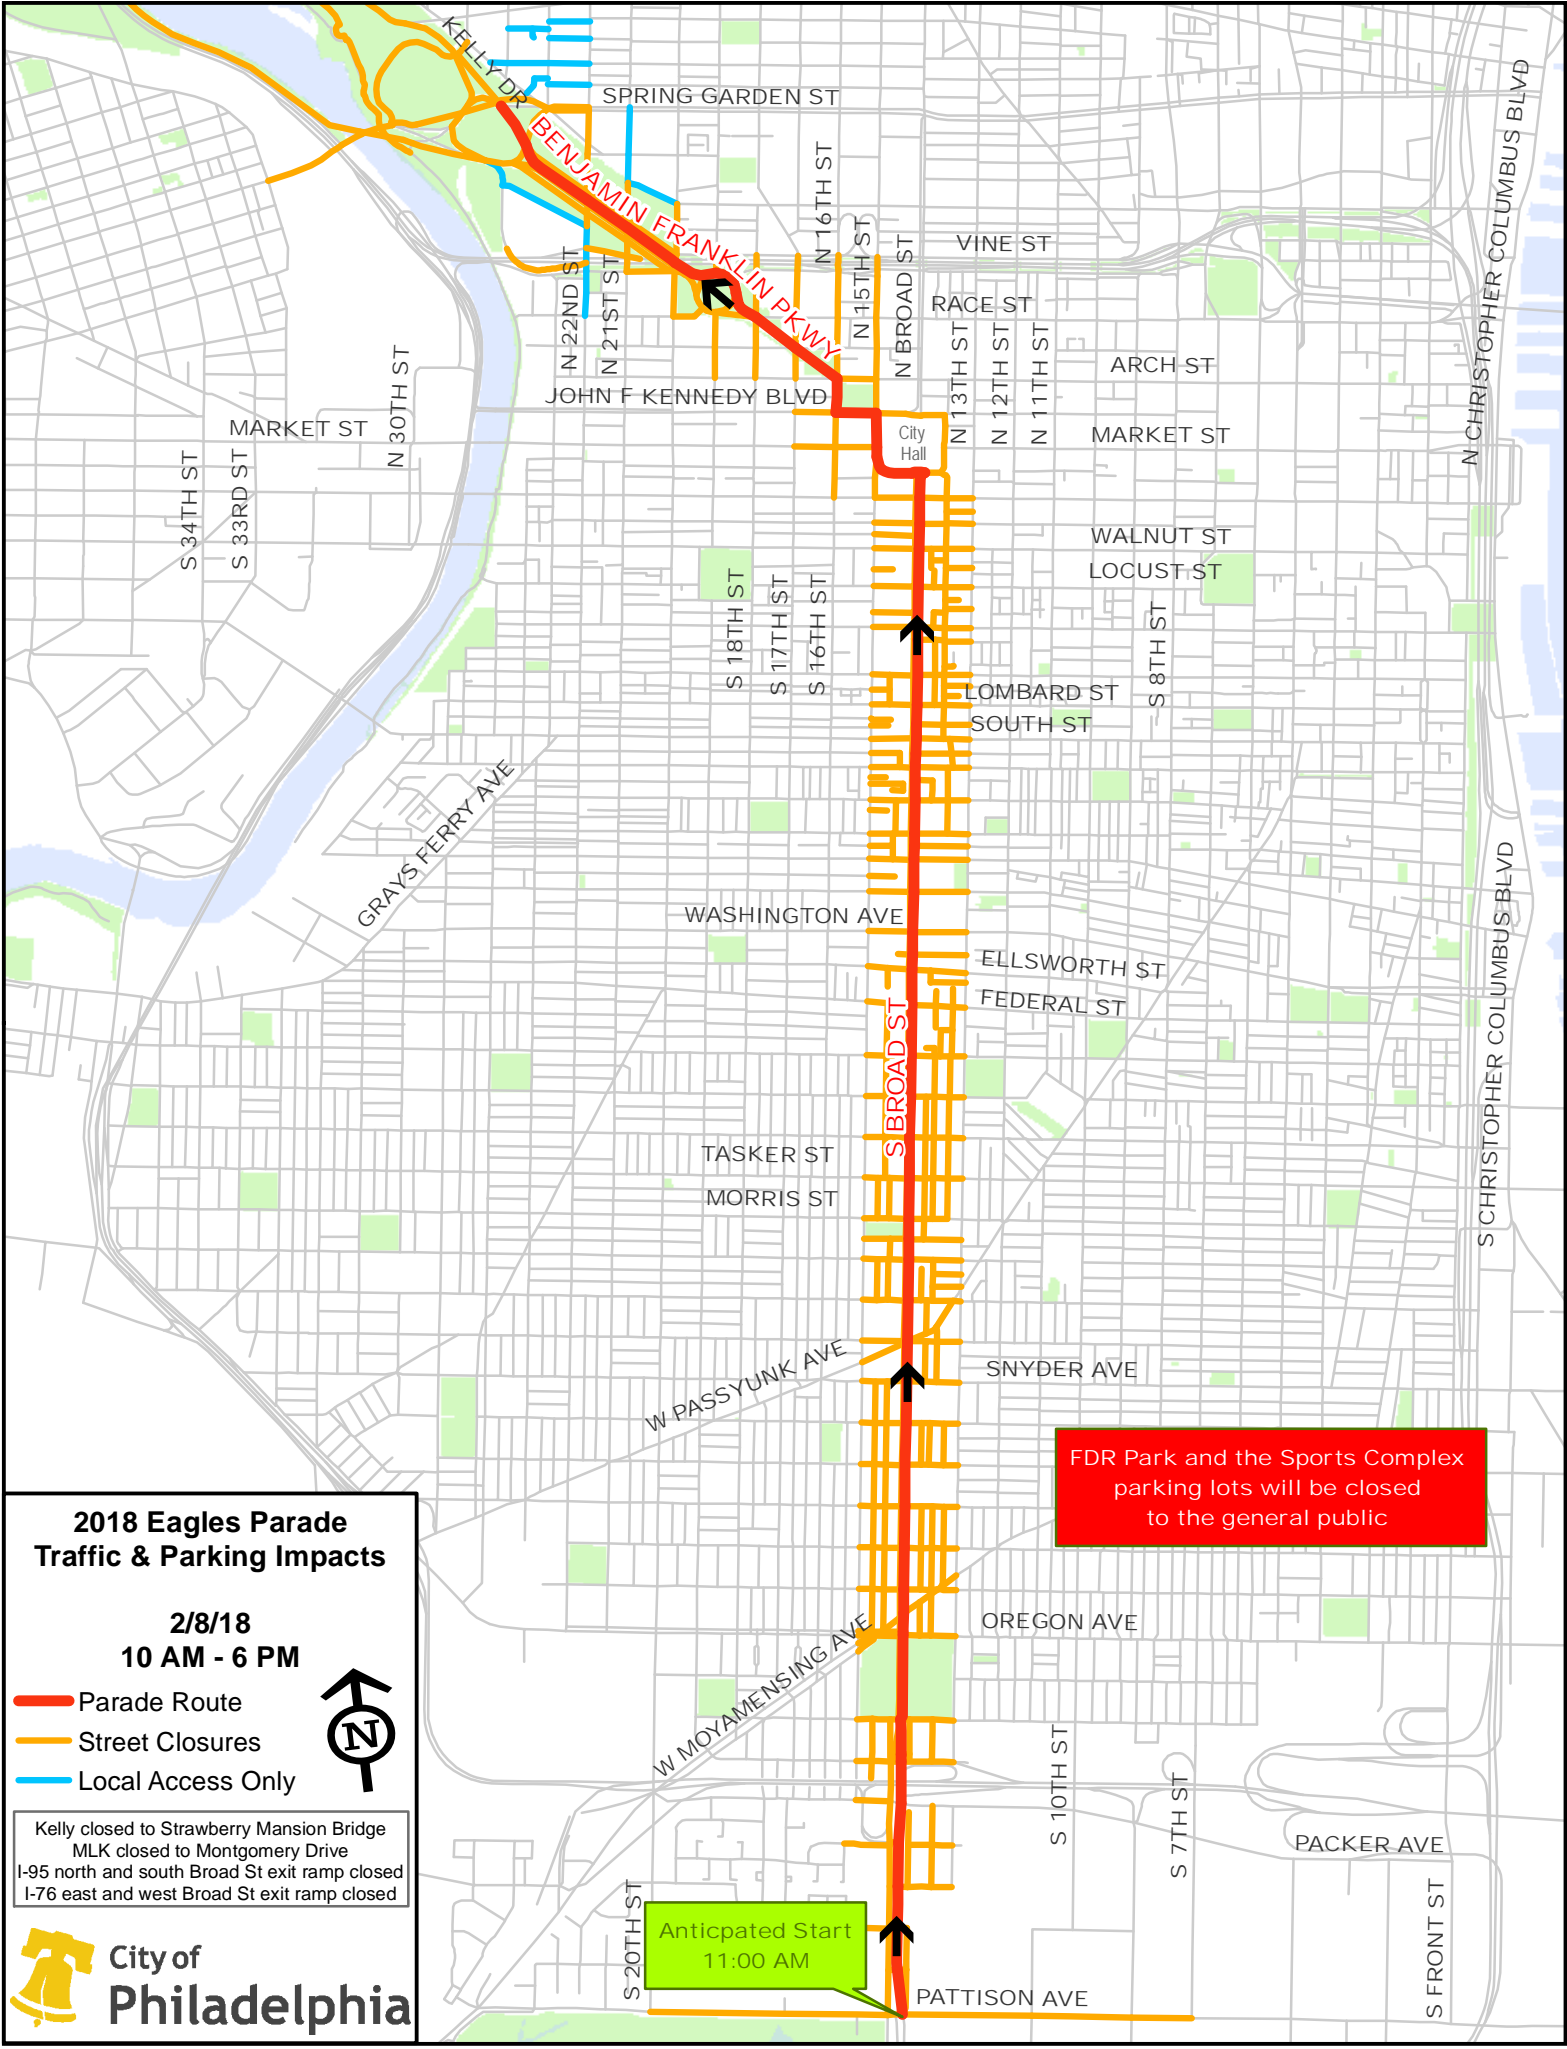 KELLY DR
SPRING GARDEN ST
BENJAMIN FRANKLIN PKWY
N 16TH ST
N 15TH ST
N BROAD ST
VINE ST
RACE ST
N 22ND ST
N 21ST ST
N 13TH ST
N 12TH ST
N 11TH ST
ARCH ST
N CHRISTOPHER COLUMBUS BLVD
N CHRISTOPHER COLUMBUS BLVD
JOHN F KENNEDY BLVD
N 30TH ST
MARKET ST
City
Hall
MARKET ST
S 34TH ST
S 33RD ST
WALNUT ST
LOCUST ST
S 18TH ST
S 17TH ST
S 16TH ST
S 8TH ST
LOMBARD ST
SOUTH ST
GRAYS FERRY AVE
WASHINGTON AVE
ELLSWORTH ST
FEDERAL ST
S BROAD ST
S CHRISTOPHER COLUMBUS BLVD
S CHRISTOPHER COLUMBUS BLVD
TASKER ST
MORRIS ST
W PASSYUNK AVE
SNYDER AVE
FDR Park and the Sports Complex
parking lots will be closed
to the general public
OREGON AVE
W MOYAMENSING AVE
S 10TH ST
S 7TH ST
PACKER AVE
S 20TH ST
S FRONT ST
Anticpated Start
11:00 AM
PATTISON AVE
2018 Eagles Parade
Traffic & Parking Impacts
2/8/18
10 AM - 6 PM
Parade Route
Street Closures
Local Access Only
N
Kelly closed to Strawberry Mansion Bridge
MLK closed to Montgomery Drive
I-95 north and south Broad St exit ramp closed
I-76 east and west Broad St exit ramp closed
City of
Philadelphia